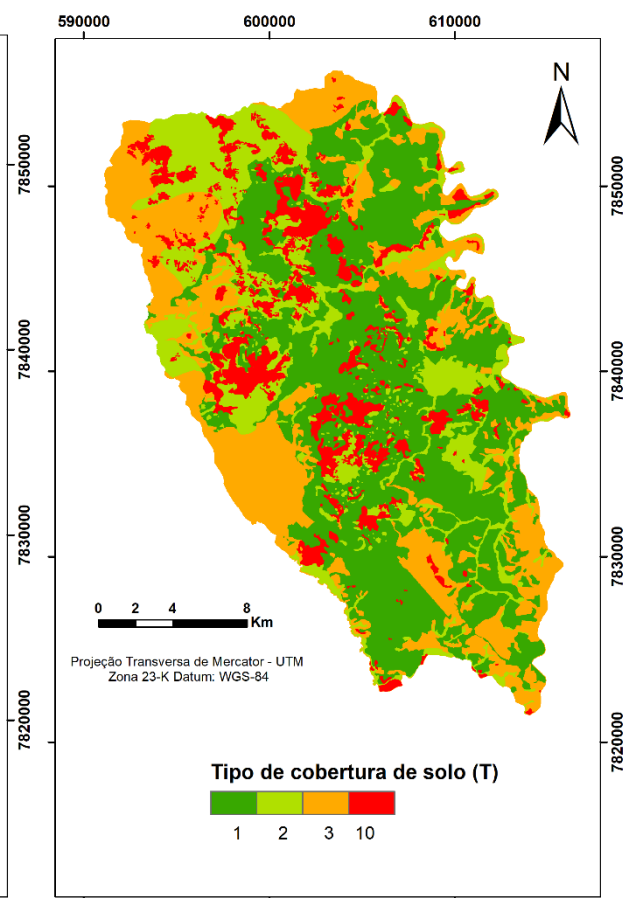 590000 600000 610000
N
7850000 7850000
7840000 7840000
7830000 7830000
0 2 4 8
Km
Projeção Transversa de Mercator - UTM
Zona 23-K Datum: WGS-84
7820000 7820000
Tipo de cobertura de solo (T)
1 2 3 10